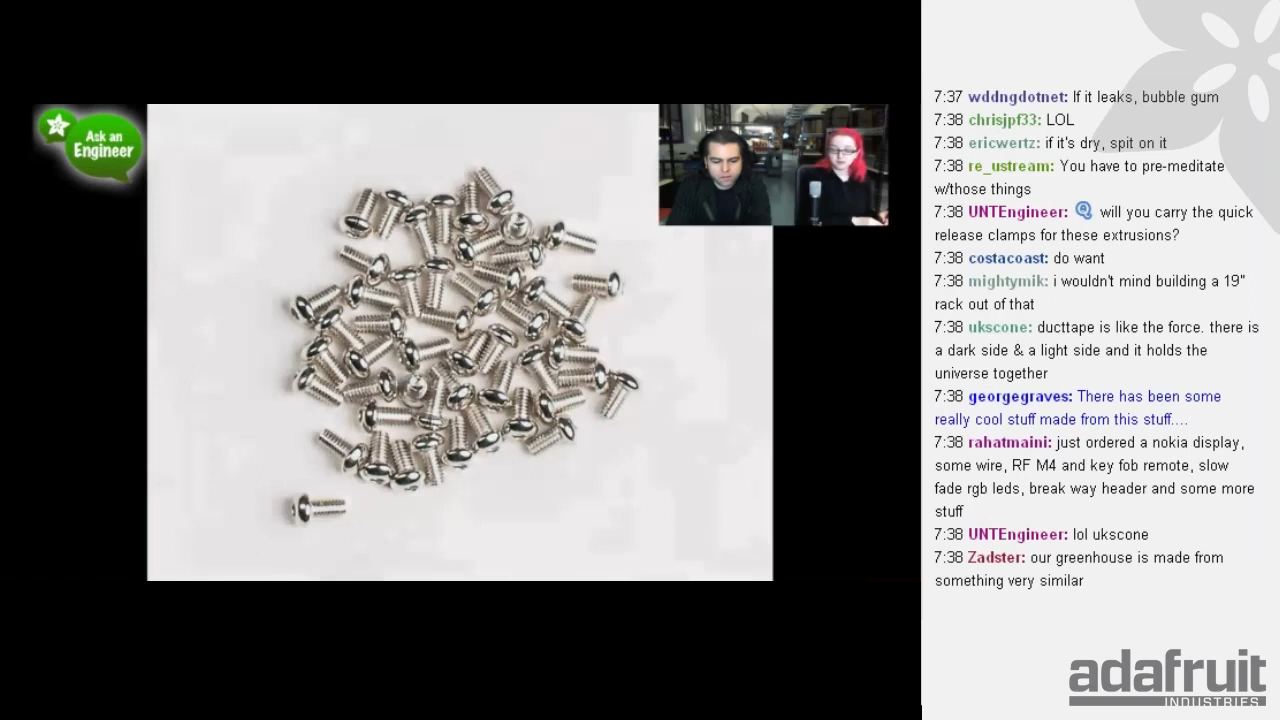 Ask an
Engineer
7:37 wddngdotnet: If it leaks, bubble gum
7:38 chrisjpf33: LOL
7:38 ericwertz: if it's dry, spit on it
7:38 re_ustream: You have to pre-meditate
w/those things
7:38 UNTEngineer: will you carry the quick
release clamps for these extrusions?
7:38 costacoast: do want
7:38 mightymik: i wouldn't mind building a 19"
rack out of that
7:38 ukscone: ducttape is like the force. there is
a dark side & a light side and it holds the
universe together
7:38 georgegraves: There has been some
really cool stuff made from this stuff....
7:38 rahatmaini: just ordered a nokia display,
some wire, RF M4 and key fob remote, slow
fade rgb leds, break way header and some more
stuff
7:38 UNTEngineer: lol ukscone
7:38 Zadster: our greenhouse is made from
something very similar
adafruit
INDUSTRIES